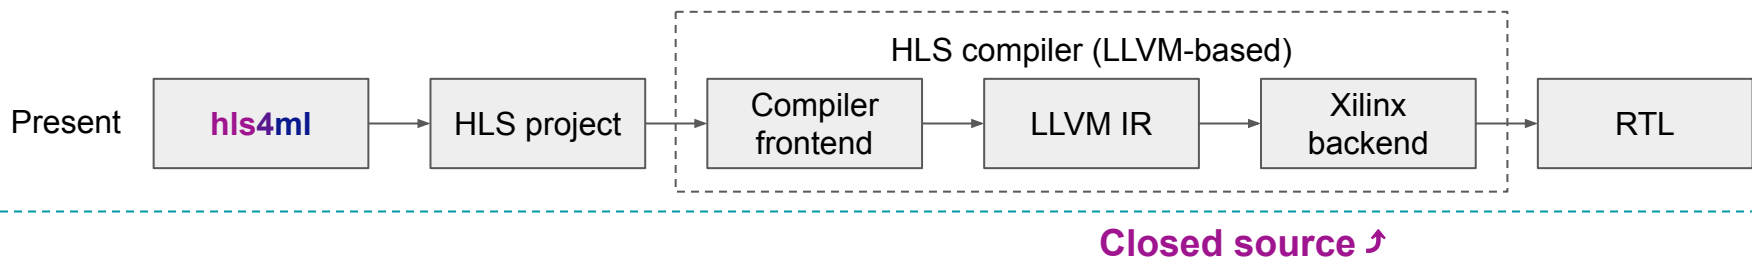 HLS compiler (LLVM-based)
Present
hls4ml
HLS project
Compiler
frontend
LLVM IR
Xilinx
backend
RTL
Closed source ⤴